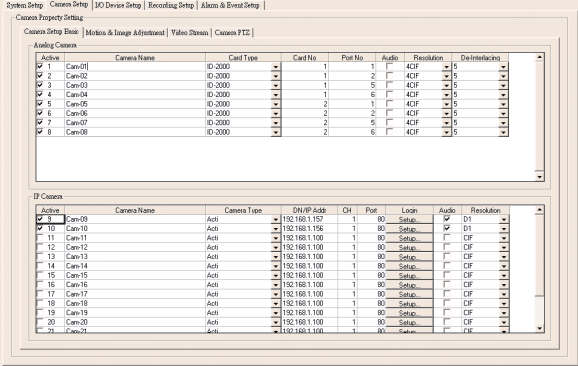 System Setup Camera Setup I/O Device Setup Recording Setup Alarm & Event Setup
Camera Property Setting
Camera Setup Basic Motion & Image Adjustment Video Stream Camera PTZ
Analog Camera
Active Camera Name Card Type Card No Port No Audio Resolution De-Interlacing
1 Cam-01 ID-2000 1 1 4CIF 5
2 Cam-02 ID-2000 1 2 4CIF 5
3 Cam-03 ID-2000 1 5 4CIF 5
4 Cam-04 ID-2000 1 6 4CIF 5
5 Cam-05 ID-2000 2 1 4CIF 5
6 Cam-06 ID-2000 2 2 4CIF 5
7 Cam-07 ID-2000 2 5 4CIF 5
8 Cam-08 ID-2000 2 6 4CIF 5
IP Camera
Active Camera Name Camera Type DN/IP Addr CH Port Login Audio Resolution
9 Cam-09 Acti 192.168.1.157 1 80 Setup... D1
10 Cam-10 Acti 192.168.1.156 1 80 Setup... D1
11 Cam-11 Acti 192.168.1.100 1 80 Setup... CIF
12 Cam-12 Acti 192.168.1.100 1 80 Setup... CIF
13 Cam-13 Acti 192.168.1.100 1 80 Setup... CIF
14 Cam-14 Acti 192.168.1.100 1 80 Setup... CIF
15 Cam-15 Acti 192.168.1.100 1 80 Setup... CIF
16 Cam-16 Acti 192.168.1.100 1 80 Setup... CIF
17 Cam-17 Acti 192.168.1.100 1 80 Setup... CIF
18 Cam-18 Acti 192.168.1.100 1 80 Setup... CIF
19 Cam-19 Acti 192.168.1.100 1 80 Setup... CIF
20 Cam-20 Acti 192.168.1.100 1 80 Setup... CIF
21 Cam-21 Acti 192.168.1.100 1 80 Setup... CIF